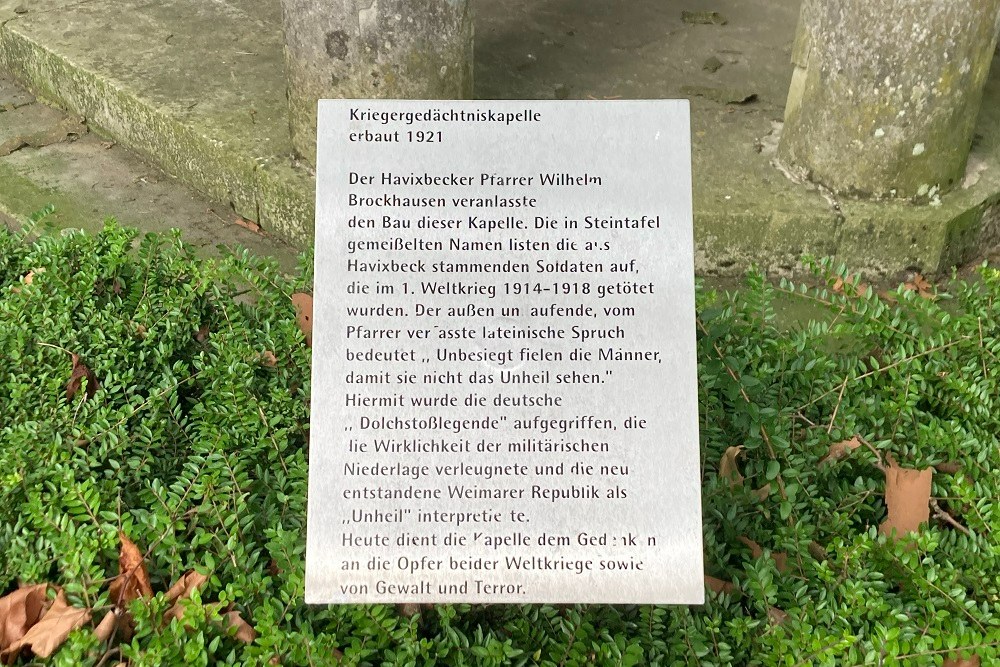 Kriegergedächtniskapelle
erbaut 1921
Der Havixbecker Pfarrer Wilhelm
Brockhausen veranlasste
den Bau dieser Kapelle. Die in Steintafel
gemeißelten Namen listen die aus
Havixbeck stammenden Soldaten auf,
die im 1. Weltkrieg 1914-1918 getötet
wurden. Der außen umlaufende, vom
Pfarrer verfasste lateinische Spruch
bedeutet ,, Unbesiegt fielen die Männer,
damit sie nicht das Unheil sehen."
Hiermit wurde die deutsche
,, Dolchstoßlegende" aufgegriffen, die
die Wirklichkeit der militärischen
Niederlage verleugnete und die neu
entstandene Weimarer Republik als
,,Unheil" interpretierte.
Heute dient die Kapelle dem Gedenken
an die Opfer beider Weltkriege sowie
von Gewalt und Terror.